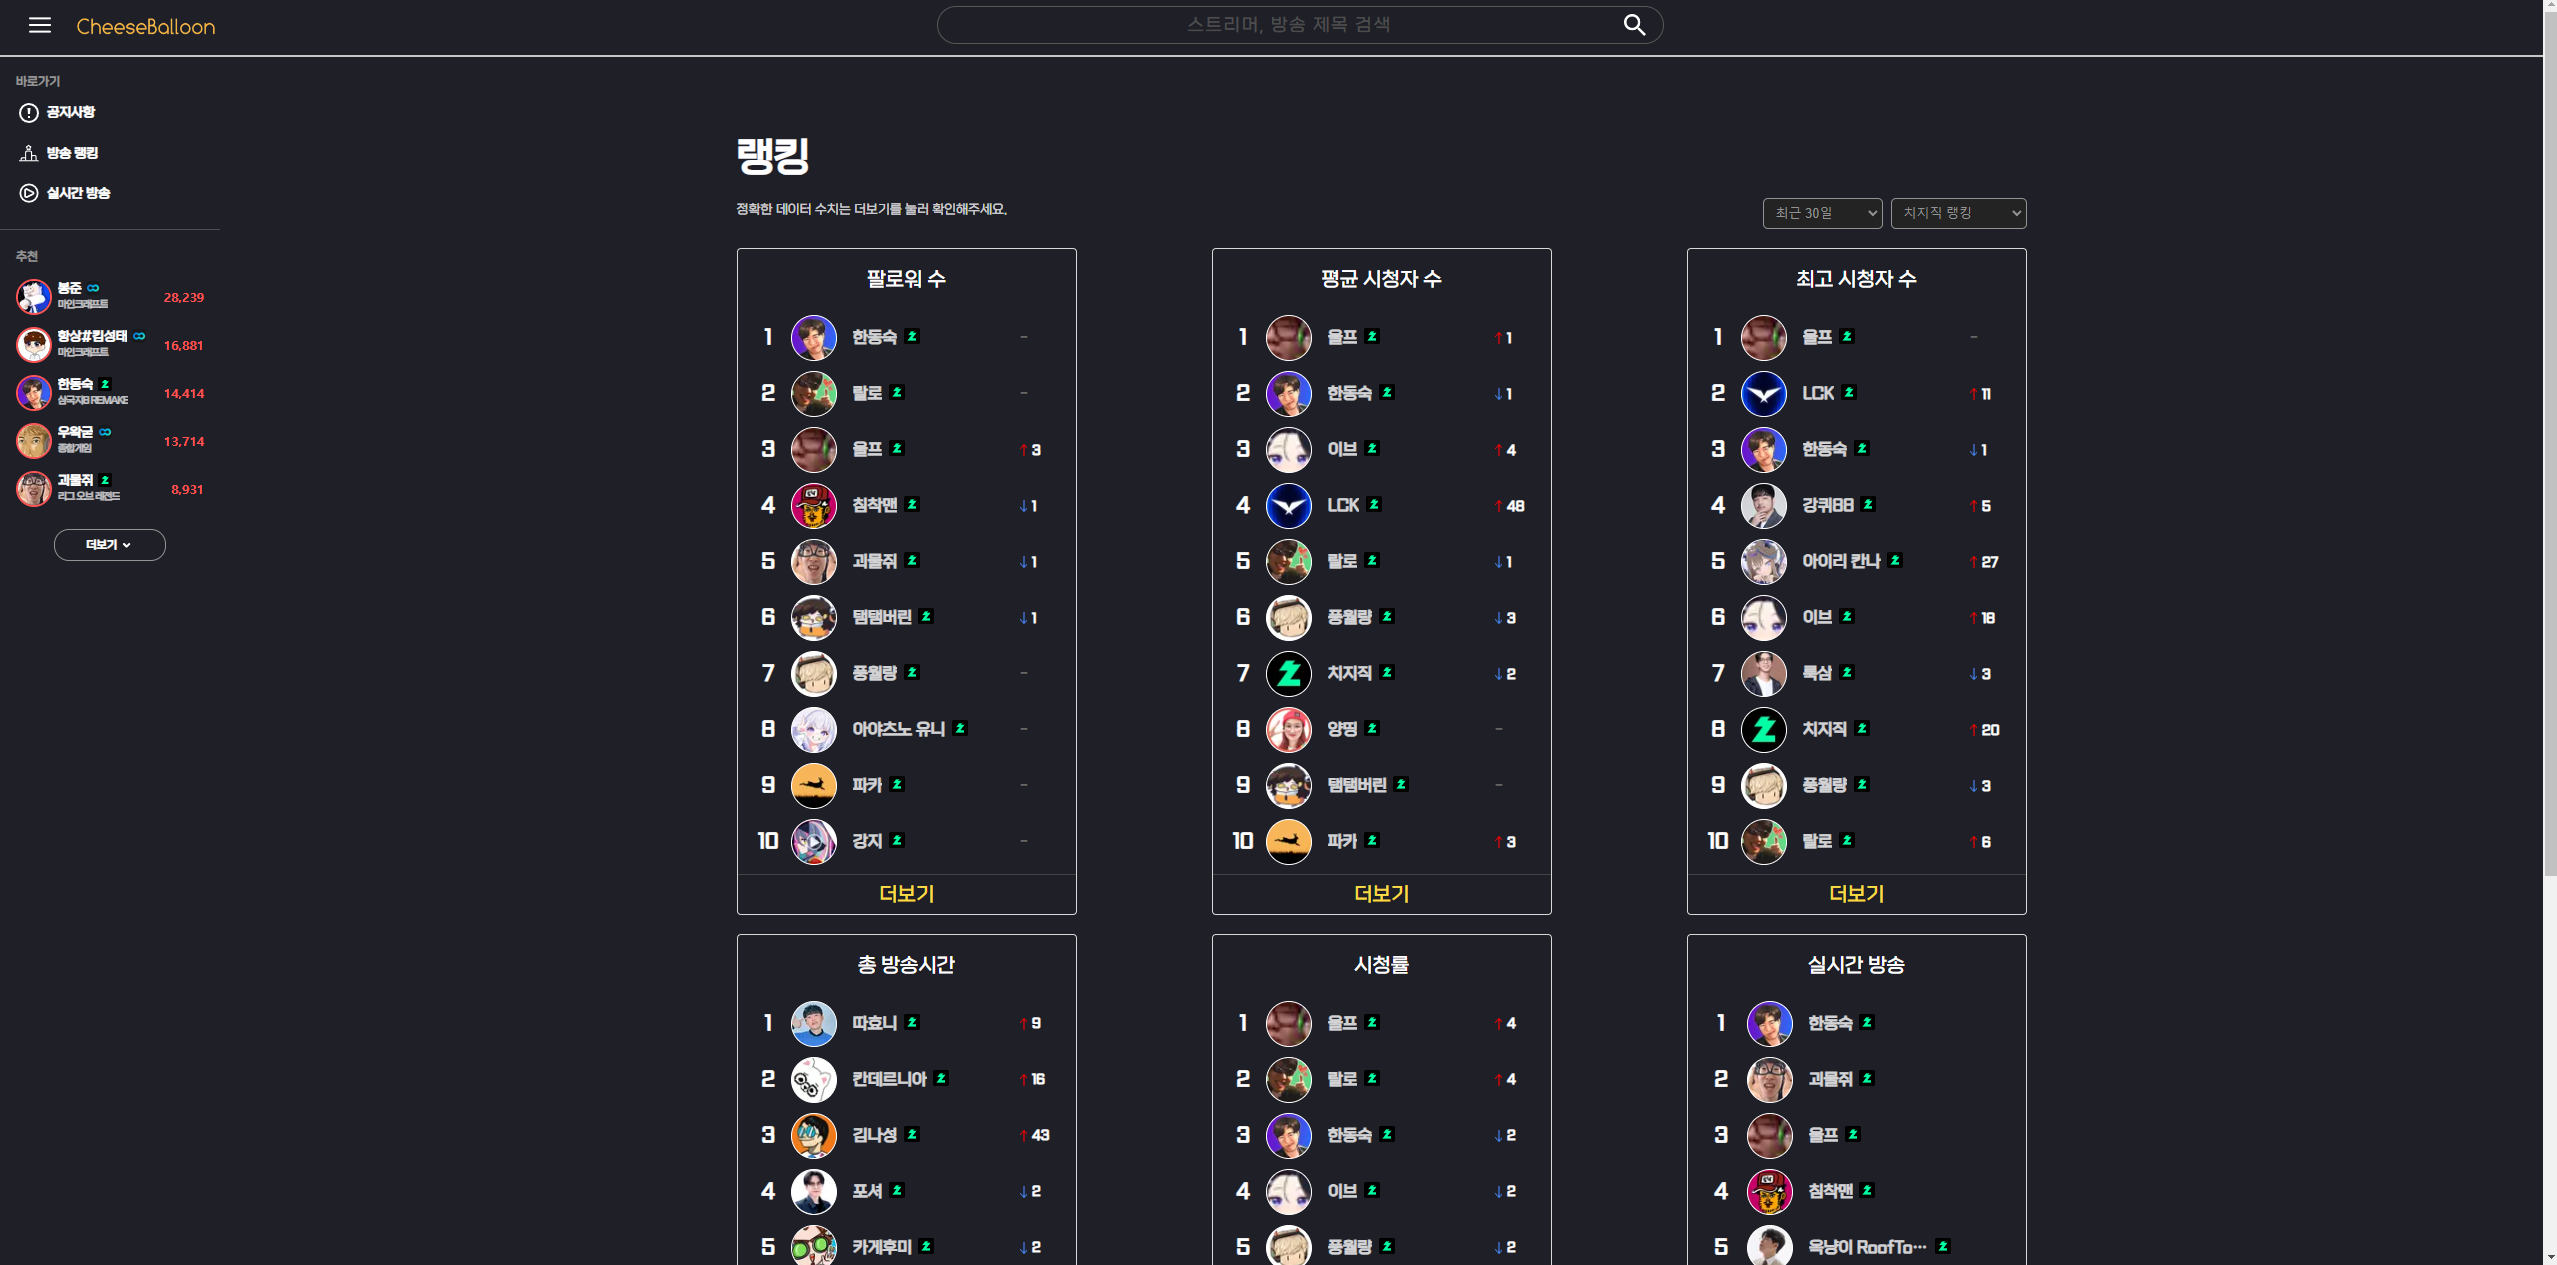 CheeseBalloon
스트리머, 방송 제목 검색
바로가기
공지사항
방송 랭킹
실시간 방송
추천
봉준
마인크래프트
28,239
항상#킴성태
마인크래프트
16,881
한동숙
삼국지8 REMAKE
14,414
우왁굳
종합게임
13,714
괴물쥐
리그 오브 레전드
8,931
더보기
랭킹
정확한 데이터 수치는 더보기를 눌러 확인해주세요.
최근 30일
치지직 랭킹
팔로워 수
1 한동숙 -
2 랄로 -
3 울프 ↑3
4 침착맨 ↓1
5 괴물쥐 ↓1
6 탬탬버린 ↓1
7 풍월량 -
8 아야츠노 유니 -
9 파카 -
10 강지 -
더보기
평균 시청자 수
1 울프 ↑1
2 한동숙 ↓1
3 이브 ↑4
4 LCK ↑48
5 랄로 ↓1
6 풍월량 ↓3
7 치지직 ↓2
8 양띵 -
9 탬탬버린 -
10 파카 ↑3
더보기
최고 시청자 수
1 울프 -
2 LCK ↑11
3 한동숙 ↓1
4 강퀴88 ↑5
5 아이리 칸나 ↑27
6 이브 ↑18
7 룩삼 ↓3
8 치지직 ↑20
9 풍월량 ↓3
10 랄로 ↑6
더보기
총 방송시간
1 따효니 ↑9
2 칸데르니아 ↑16
3 김나성 ↑43
4 포셔 ↓2
5 카게후미 ↓2
시청률
1 울프 ↑4
2 랄로 ↑4
3 한동숙 ↓2
4 이브 ↓2
5 풍월량 ↓2
실시간 방송
1 한동숙
2 괴물쥐
3 울프
4 침착맨
5 옥냥이 RoofTo…